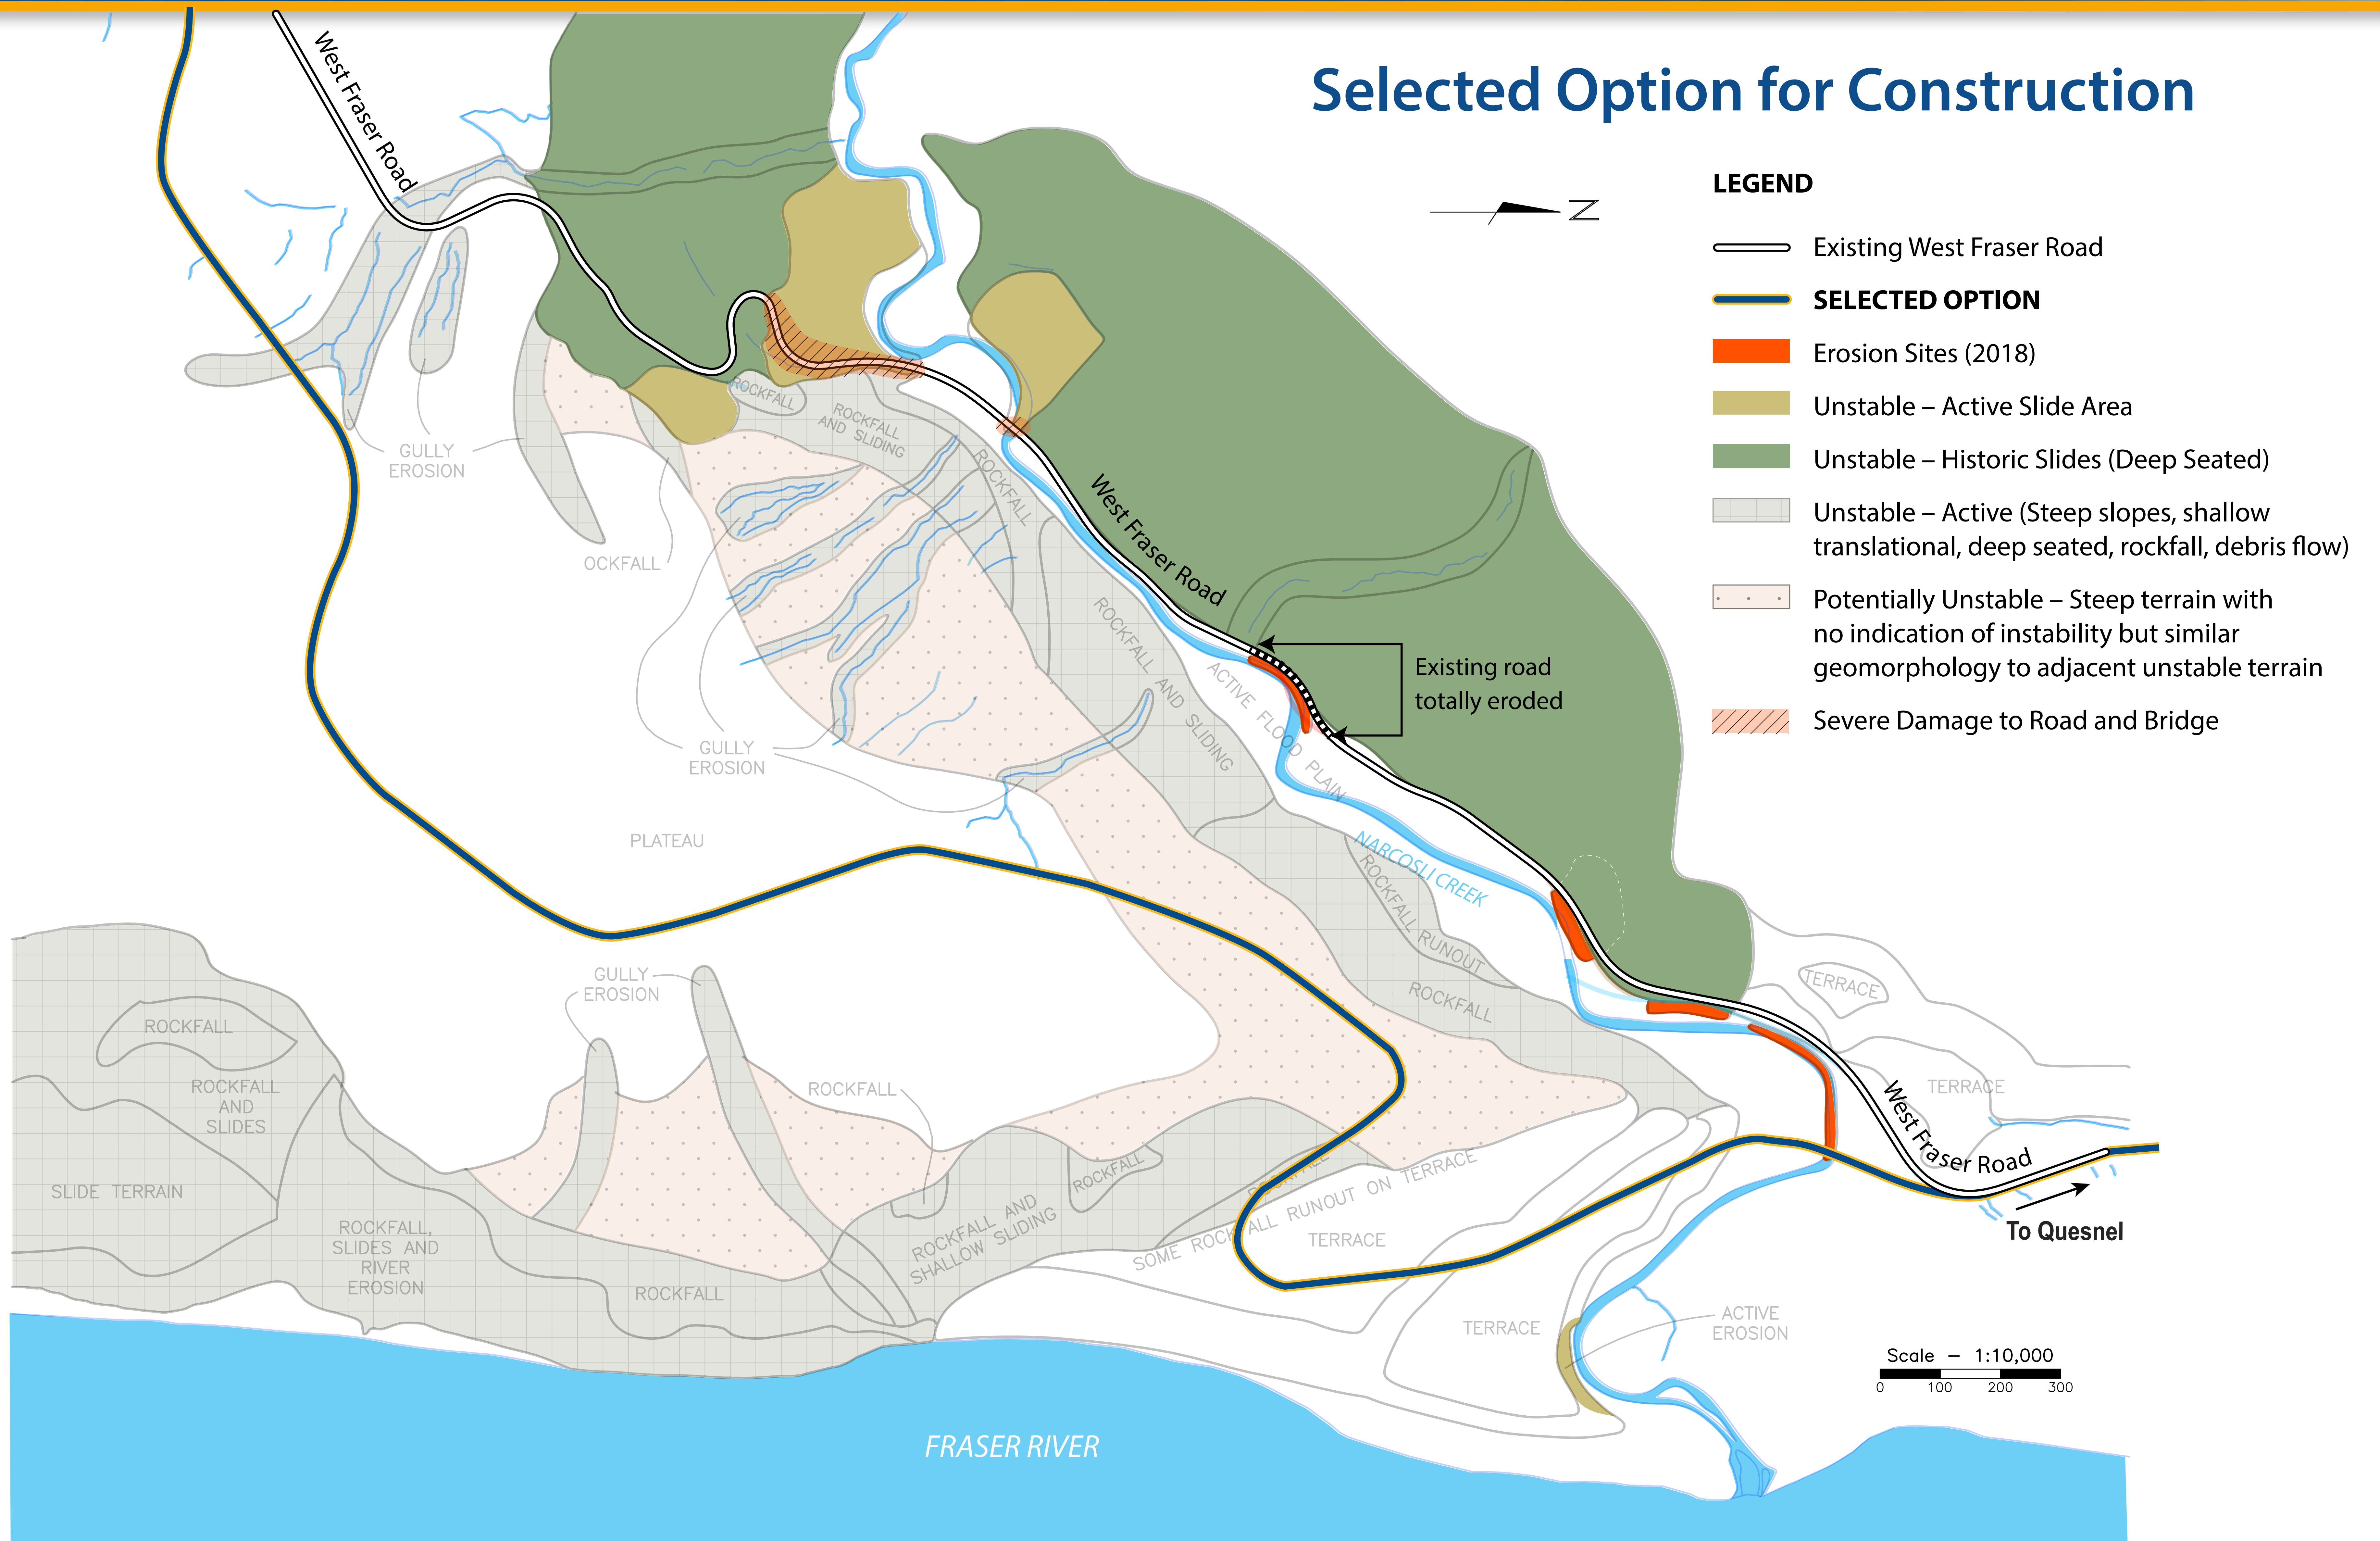 Selected Option for Construction
LEGEND
Existing West Fraser Road
SELECTED OPTION
Erosion Sites (2018)
Unstable – Active Slide Area
Unstable – Historic Slides (Deep Seated)
Unstable – Active (Steep slopes, shallow
translational, deep seated, rockfall, debris flow)
Potentially Unstable – Steep terrain with
no indication of instability but similar
geomorphology to adjacent unstable terrain
Severe Damage to Road and Bridge
N
West Fraser Road
ROCKFALL
ROCKFALL
AND SLIDING
GULLY
EROSION
ROCKFALL
OCKFALL
West Fraser Road
ROCKFALL AND SLIDING
ACTIVE FLOOD PLAIN
Existing road
totally eroded
GULLY
EROSION
PLATEAU
NARCOSLI CREEK
ROCKFALL RUNOUT
ROCKFALL
TERRACE
GULLY
EROSION
ROCKFALL
ROCKFALL
AND
SLIDES
ROCKFALL
TERRACE
West Fraser Road
SLIDE TERRAIN
ROCKFALL
ROCKFALL AND
SHALLOW SLIDING
SOME ROCKFALL RUNOUT ON TERRACE
TERRACE
To Quesnel
ROCKFALL,
SLIDES AND
RIVER
EROSION
ROCKFALL
TERRACE
ACTIVE
EROSION
Scale – 1:10,000
0 100 200 300
FRASER RIVER